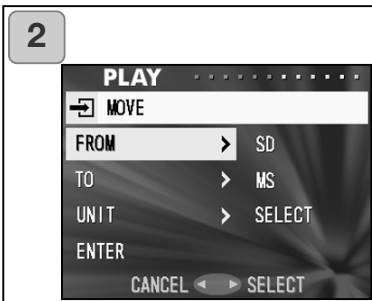 2
PLAY
MOVE
FROM > SD
TO > MS
UNIT > SELECT
ENTER
CANCEL ◄ ► SELECT